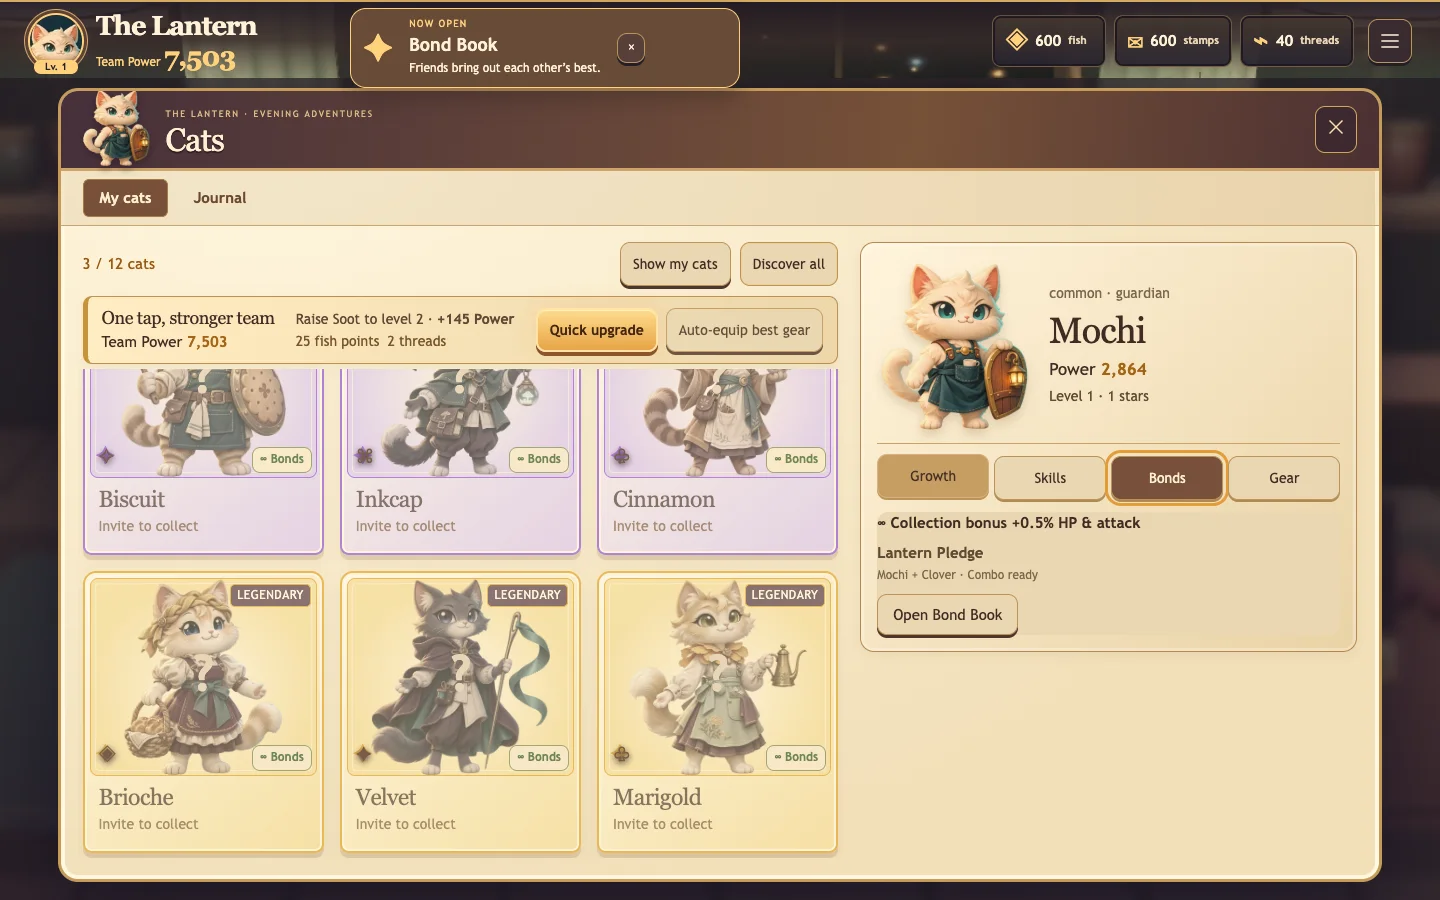 The Lantern
Team Power 7,503
Lv. 1
NOW OPEN
Bond Book
Friends bring out each other's best.
×
600 fish
600 stamps
40 threads
THE LANTERN · EVENING ADVENTURES
Cats
My cats
Journal
3 / 12 cats
Show my cats
Discover all
One tap, stronger team
Team Power 7,503
Raise Soot to level 2 · +145 Power
25 fish points 2 threads
Quick upgrade
Auto-equip best gear
?
∞ Bonds
Biscuit
Invite to collect
?
∞ Bonds
Inkcap
Invite to collect
?
∞ Bonds
Cinnamon
Invite to collect
LEGENDARY
?
∞ Bonds
Brioche
Invite to collect
LEGENDARY
?
∞ Bonds
Velvet
Invite to collect
LEGENDARY
?
∞ Bonds
Marigold
Invite to collect
common · guardian
Mochi
Power 2,864
Level 1 · 1 stars
Growth
Skills
Bonds
Gear
∞ Collection bonus +0.5% HP & attack
Lantern Pledge
Mochi + Clover · Combo ready
Open Bond Book